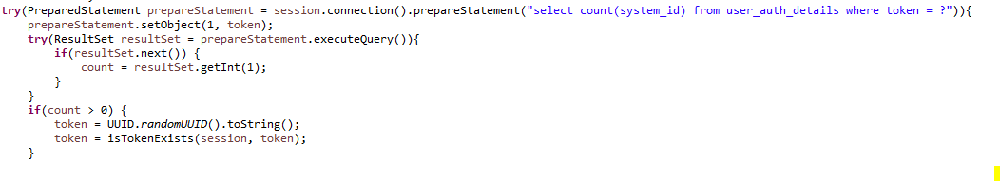 try(PreparedStatement prepareStatement = session.connection().prepareStatement("select count(system_id) from user_auth_details where token = ?")){
prepareStatement.setObject(1, token);
try(ResultSet resultSet = prepareStatement.executeQuery()){
if(resultSet.next()) {
count = resultSet.getInt(1);
}
}
if(count > 0) {
token = UUID.randomUUID().toString();
token = isTokenExists(session, token);
}